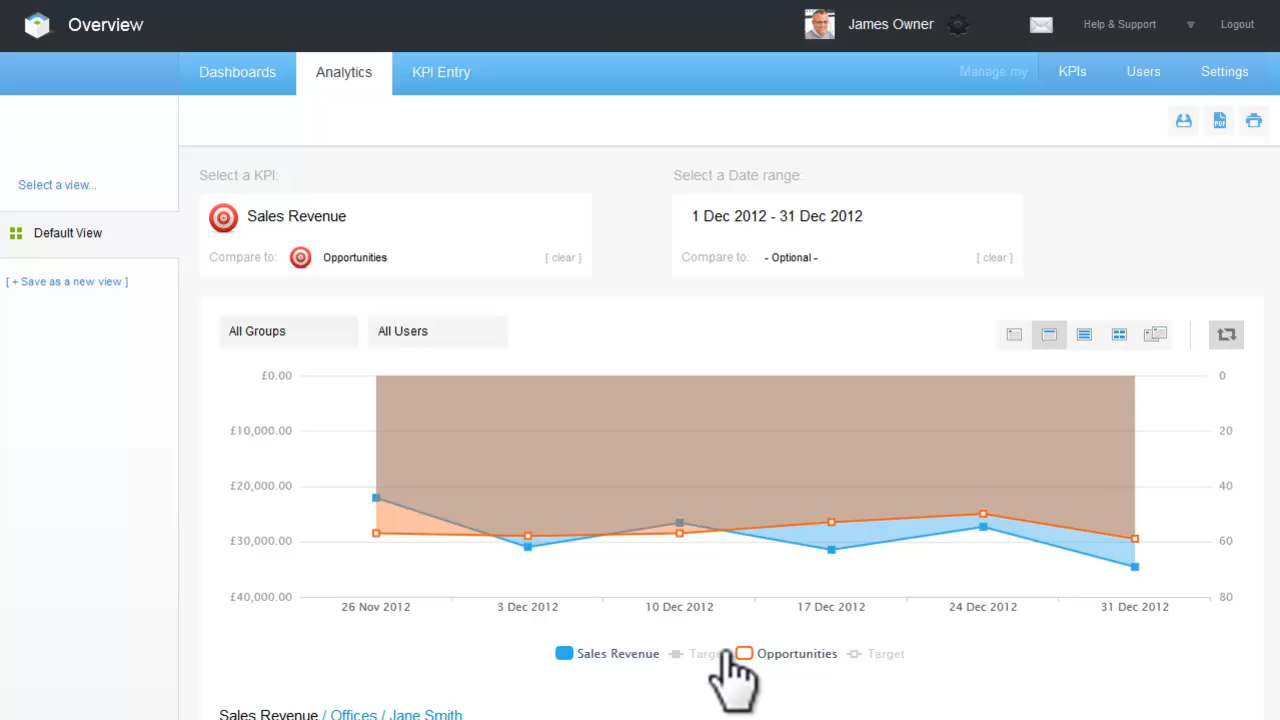 Overview
James Owner
Help & Support
Logout
Dashboards
Analytics
KPI Entry
Manage my
KPIs
Users
Settings
PDF
Select a view...
Default View
[ + Save as a new view ]
Select a KPI:
Sales Revenue
Compare to:
Opportunities
[ clear ]
Select a Date range:
1 Dec 2012 - 31 Dec 2012
Compare to:
- Optional -
[ clear ]
All Groups
All Users
£0.00
£10,000.00
£20,000.00
£30,000.00
£40,000.00
0
20
40
60
80
26 Nov 2012
3 Dec 2012
10 Dec 2012
17 Dec 2012
24 Dec 2012
31 Dec 2012
Sales Revenue
Opportunities
Target
Sales Revenue / Offices / Jane Smith